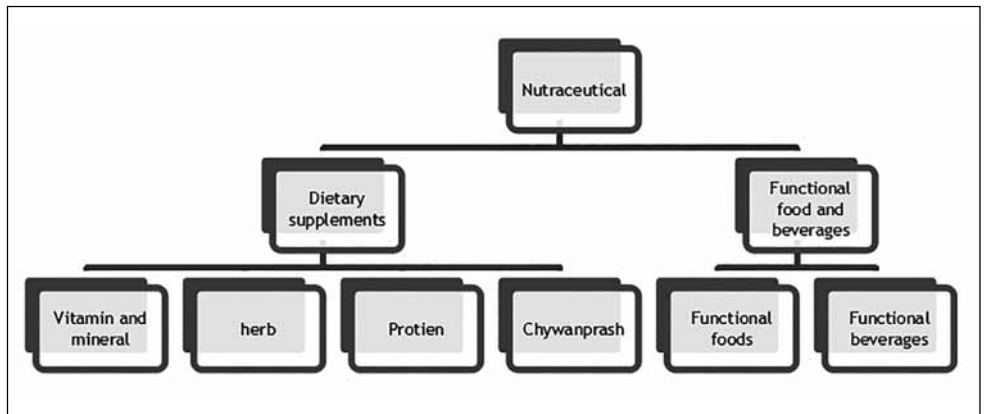 Nutraceutical
Dietary
supplements
Functional
food and
beverages
Vitamin and
mineral
herb
Protien
Chywanprash
Functional
foods
Functional
beverages